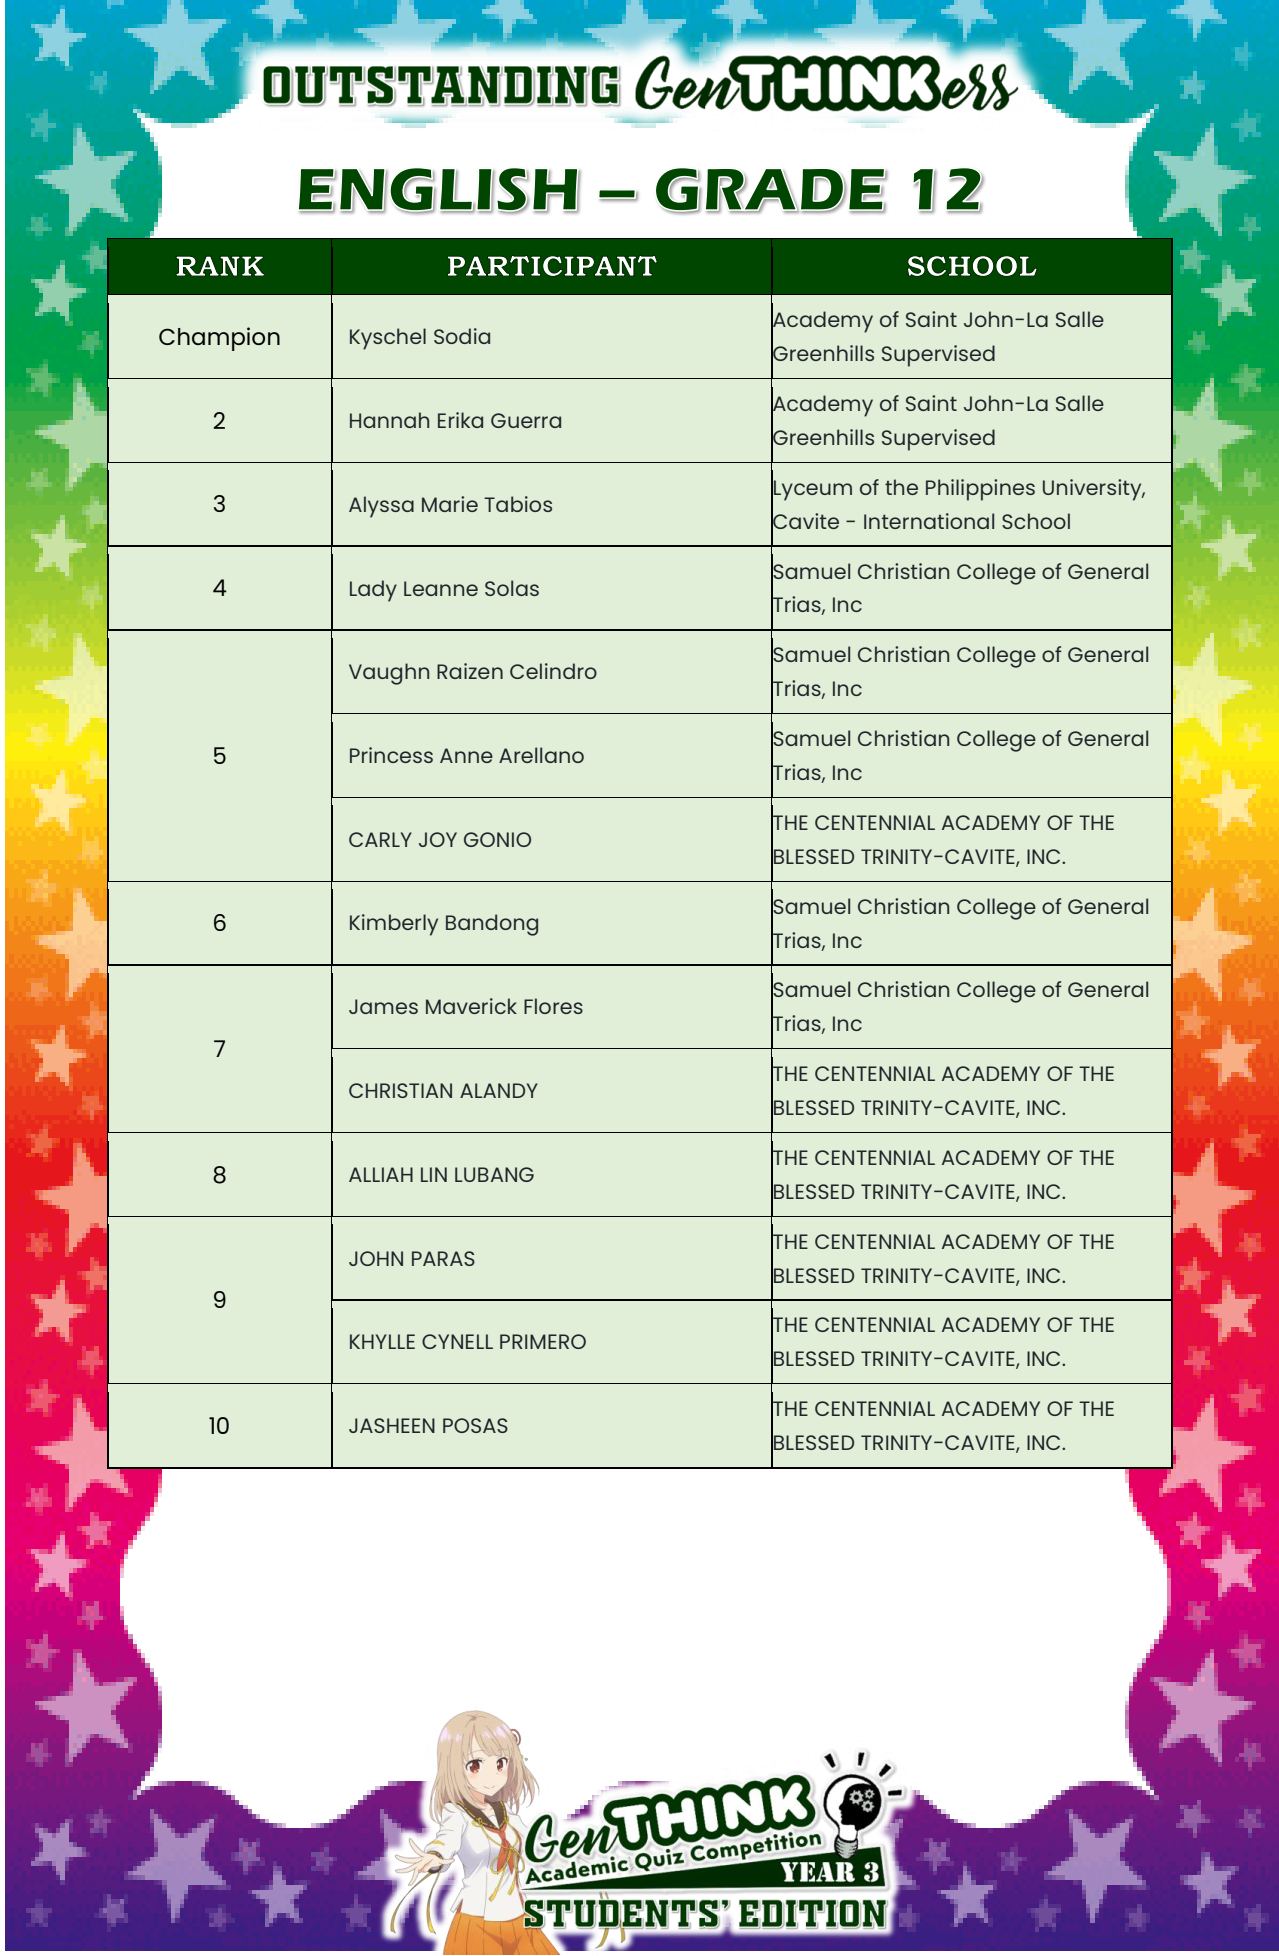 OUTSTANDING GenTHINKers
ENGLISH – GRADE 12
RANK PARTICIPANT SCHOOL
Champion Kyschel Sodia Academy of Saint John-La Salle
Greenhills Supervised
2 Hannah Erika Guerra Academy of Saint John-La Salle
Greenhills Supervised
3 Alyssa Marie Tabios Lyceum of the Philippines University,
Cavite - International School
4 Lady Leanne Solas Samuel Christian College of General
Trias, Inc
5 Vaughn Raizen Celindro Samuel Christian College of General
Trias, Inc
Princess Anne Arellano Samuel Christian College of General
Trias, Inc
CARLY JOY GONIO THE CENTENNIAL ACADEMY OF THE
BLESSED TRINITY-CAVITE, INC.
6 Kimberly Bandong Samuel Christian College of General
Trias, Inc
7 James Maverick Flores Samuel Christian College of General
Trias, Inc
CHRISTIAN ALANDY THE CENTENNIAL ACADEMY OF THE
BLESSED TRINITY-CAVITE, INC.
8 ALLIAH LIN LUBANG THE CENTENNIAL ACADEMY OF THE
BLESSED TRINITY-CAVITE, INC.
9 JOHN PARAS THE CENTENNIAL ACADEMY OF THE
BLESSED TRINITY-CAVITE, INC.
KHYLLE CYNELL PRIMERO THE CENTENNIAL ACADEMY OF THE
BLESSED TRINITY-CAVITE, INC.
10 JASHEEN POSAS THE CENTENNIAL ACADEMY OF THE
BLESSED TRINITY-CAVITE, INC.
GenTHINK
Academic Quiz Competition
YEAR 3
STUDENTS' EDITION